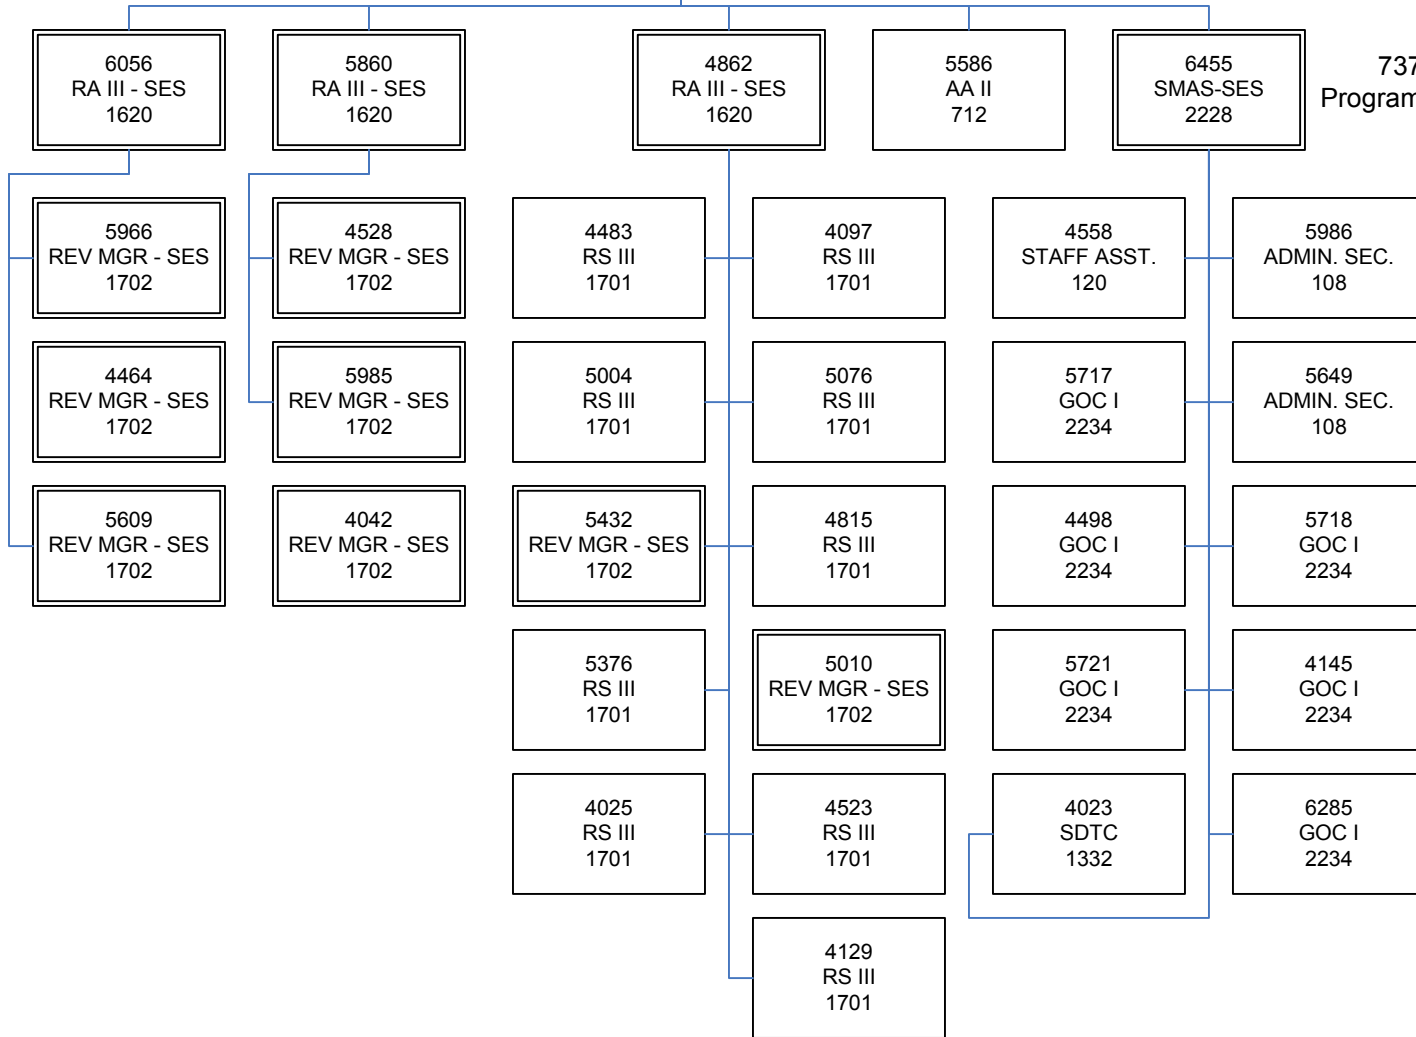 6056
RA III - SES
1620
5860
RA III - SES
1620
4862
RA III - SES
1620
5586
AA II
712
6455
SMAS-SES
2228
737
Program
5966
REV MGR - SES
1702
4528
REV MGR - SES
1702
4483
RS III
1701
4097
RS III
1701
4558
STAFF ASST.
120
5986
ADMIN. SEC.
108
4464
REV MGR - SES
1702
5985
REV MGR - SES
1702
5004
RS III
1701
5076
RS III
1701
5717
GOC I
2234
5649
ADMIN. SEC.
108
5609
REV MGR - SES
1702
4042
REV MGR - SES
1702
5432
REV MGR - SES
1702
4815
RS III
1701
4498
GOC I
2234
5718
GOC I
2234
5376
RS III
1701
5010
REV MGR - SES
1702
5721
GOC I
2234
4145
GOC I
2234
4025
RS III
1701
4523
RS III
1701
4023
SDTC
1332
6285
GOC I
2234
4129
RS III
1701